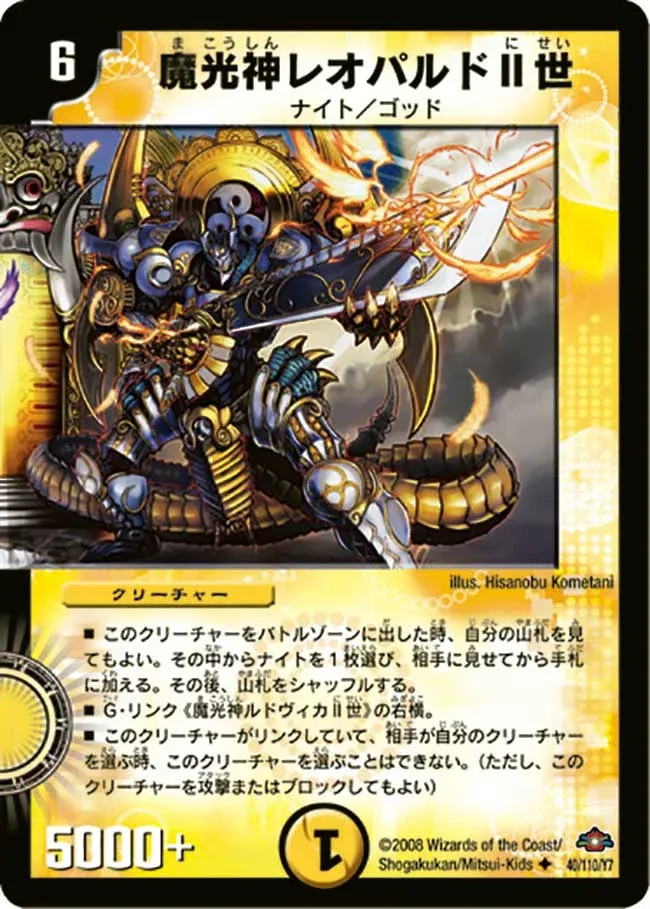 6
魔光神レオパルドⅡ世
まこうしん にせい
ナイト／ゴッド
illus. Hisanobu Kometani
クリーチャー
■ このクリーチャーをバトルゾーンに出した時、自分の山札を見
てもよい。その中からナイトを1枚選び、相手に見せてから手札
に加える。その後、山札をシャッフルする。
■ G・リンク《魔光神ルドヴィカⅡ世》の右横。
■ このクリーチャーがリンクしていて、相手が自分のクリーチャー
を選ぶ時、このクリーチャーを選ぶことはできない。（ただし、この
クリーチャーを攻撃またはブロックしてもよい）
5000+
1
©2008 Wizards of the Coast/
Shogakukan/Mitsui-Kids
40/110/Y7